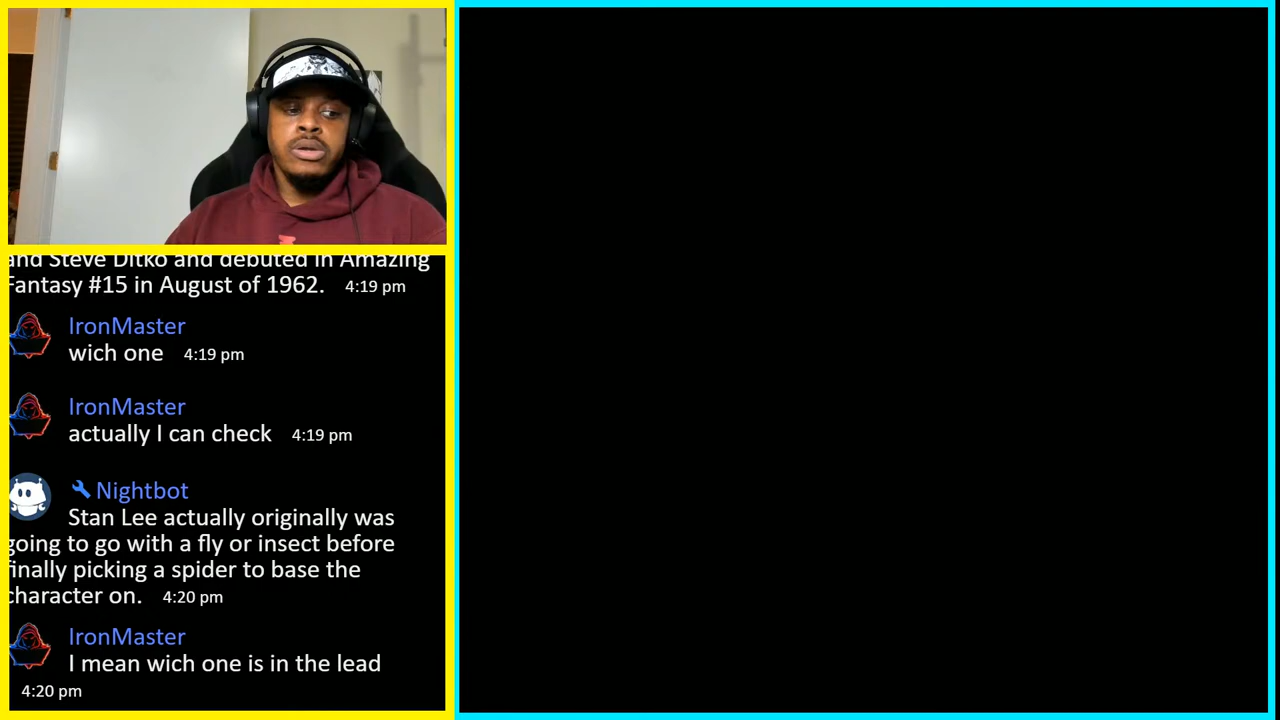 and Steve Ditko and debuted in Amazing
Fantasy #15 in August of 1962. 4:19 pm
IronMaster
wich one 4:19 pm
IronMaster
actually I can check 4:19 pm
Nightbot
Stan Lee actually originally was
going to go with a fly or insect before
finally picking a spider to base the
character on. 4:20 pm
IronMaster
I mean wich one is in the lead
4:20 pm